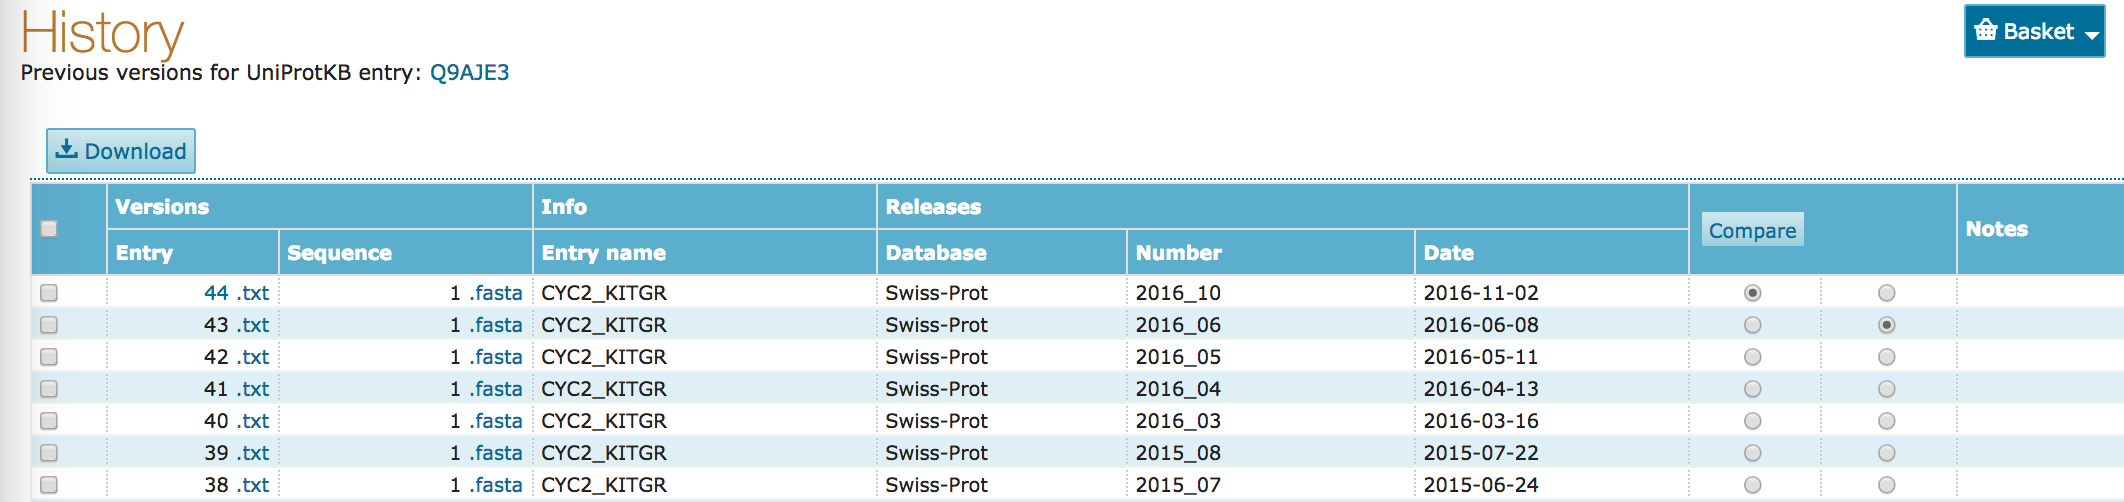 History
Basket
Previous versions for UniProtKB entry: Q9AJE3
Download
Versions Info Releases
Compare Notes
Entry Sequence Entry name Database Number Date
44 .txt 1 .fasta CYC2_KITGR Swiss-Prot 2016_10 2016-11-02
43 .txt 1 .fasta CYC2_KITGR Swiss-Prot 2016_06 2016-06-08
42 .txt 1 .fasta CYC2_KITGR Swiss-Prot 2016_05 2016-05-11
41 .txt 1 .fasta CYC2_KITGR Swiss-Prot 2016_04 2016-04-13
40 .txt 1 .fasta CYC2_KITGR Swiss-Prot 2016_03 2016-03-16
39 .txt 1 .fasta CYC2_KITGR Swiss-Prot 2015_08 2015-07-22
38 .txt 1 .fasta CYC2_KITGR Swiss-Prot 2015_07 2015-06-24